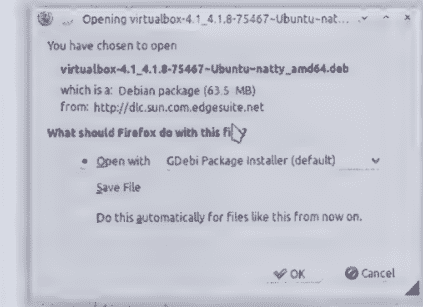 Opening virtualbox-4.1_4.1.8-75467~Ubuntu~nat...
You have chosen to open
virtualbox-4.1_4.1.8-75467~Ubuntu~natty_amd64.deb
which is a: Debian package (63.5 MB)
from: http://dlc.sun.com.edgesuite.net
What should Firefox do with this file?
Open with GDebi Package Installer (default)
Save File
Do this automatically for files like this from now on.
OK Cancel